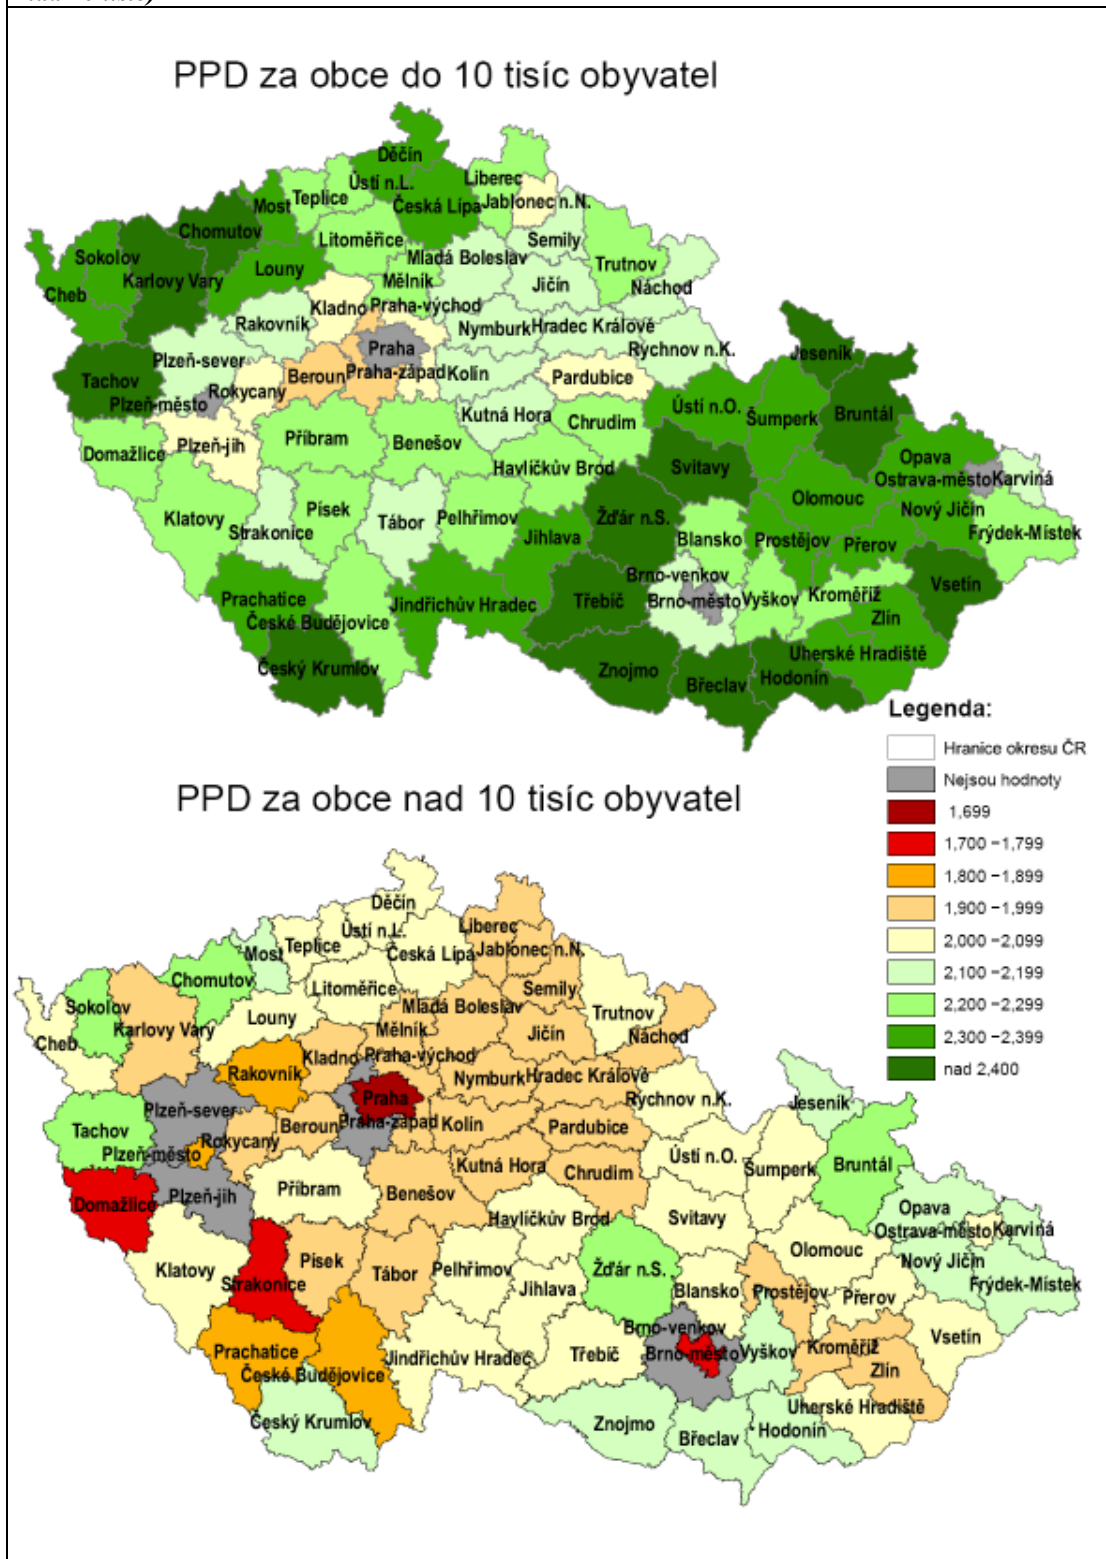 PPD za obce do 10 tisíc obyvatel
Děčín
Ústí n.L.
Liberec
Teplice
Most
Česká Lípa
Jablonec n.N.
Chomutov
Litoměřice
Semily
Sokolov
Mladá Boleslav
Trutnov
Karlovy Vary
Louny
Mělník
Jičín
Náchod
Cheb
Kladno
Praha-východ
Rakovník
Nymburk
Hradec Králové
Praha
Rychnov n.K.
Plzeň-sever
Jeseník
Beroun
Praha-západ
Kolín
Pardubice
Tachov
Rokycany
Plzeň-město
Ústí n.O.
Šumperk
Bruntál
Kutná Hora
Chrudim
Příbram
Benešov
Plzeň-jih
Domažlice
Opava
Havlíčkův Brod
Svitavy
Ostrava-město
Karviná
Olomouc
Nový Jičín
Klatovy
Písek
Tábor
Pelhřimov
Žďár n.S.
Strakonice
Jihlava
Blansko
Prostějov
Přerov
Frýdek-Místek
Brno-venkov
Vsetín
Prachatice
Jindřichův Hradec
Třebíč
Brno-město
Vyškov
Kroměříž
České Budějovice
Zlín
Uherské Hradiště
Český Krumlov
Znojmo
Břeclav
Hodonín
Legenda:
Hranice okresu ČR
Nejsou hodnoty
1,699
1,700 −1,799
1,800 −1,899
1,900 −1,999
2,000 −2,099
2,100 −2,199
2,200 −2,299
2,300 −2,399
nad 2,400
PPD za obce nad 10 tisíc obyvatel
Děčín
Ústí n.L.
Liberec
Teplice
Most
Česká Lípa
Jablonec n.N.
Chomutov
Litoměřice
Semily
Sokolov
Mladá Boleslav
Trutnov
Karlovy Vary
Louny
Mělník
Jičín
Náchod
Cheb
Kladno
Praha-východ
Rakovník
Nymburk
Hradec Králové
Praha
Rychnov n.K.
Plzeň-sever
Jeseník
Beroun
Praha-západ
Kolín
Pardubice
Tachov
Rokycany
Plzeň-město
Ústí n.O.
Šumperk
Bruntál
Kutná Hora
Chrudim
Příbram
Benešov
Plzeň-jih
Domažlice
Opava
Havlíčkův Brod
Svitavy
Ostrava-město
Karviná
Olomouc
Nový Jičín
Klatovy
Písek
Tábor
Pelhřimov
Žďár n.S.
Strakonice
Jihlava
Blansko
Prostějov
Přerov
Frýdek-Místek
Brno-venkov
Vsetín
Prachatice
Jindřichův Hradec
Třebíč
Brno-město
Vyškov
Kroměříž
České Budějovice
Zlín
Uherské Hradiště
Český Krumlov
Znojmo
Břeclav
Hodonín